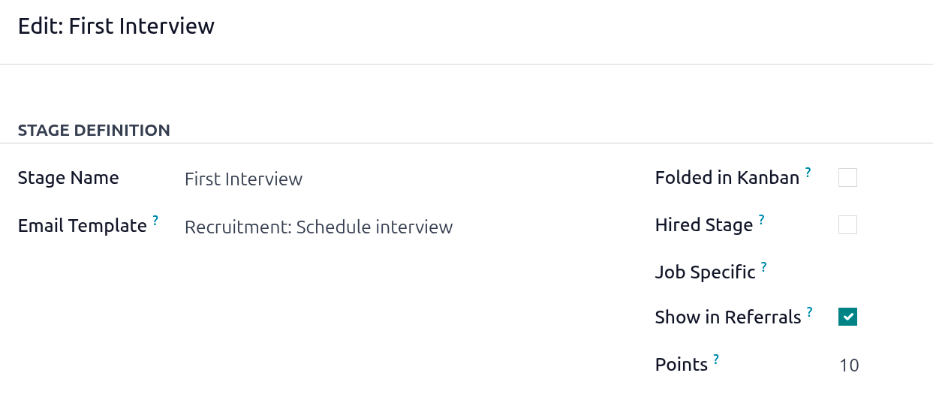 Edit: First Interview
STAGE DEFINITION
Stage Name First Interview
Email Template ? Recruitment: Schedule interview
Folded in Kanban ?
Hired Stage ?
Job Specific ?
Show in Referrals ?
Points ? 10